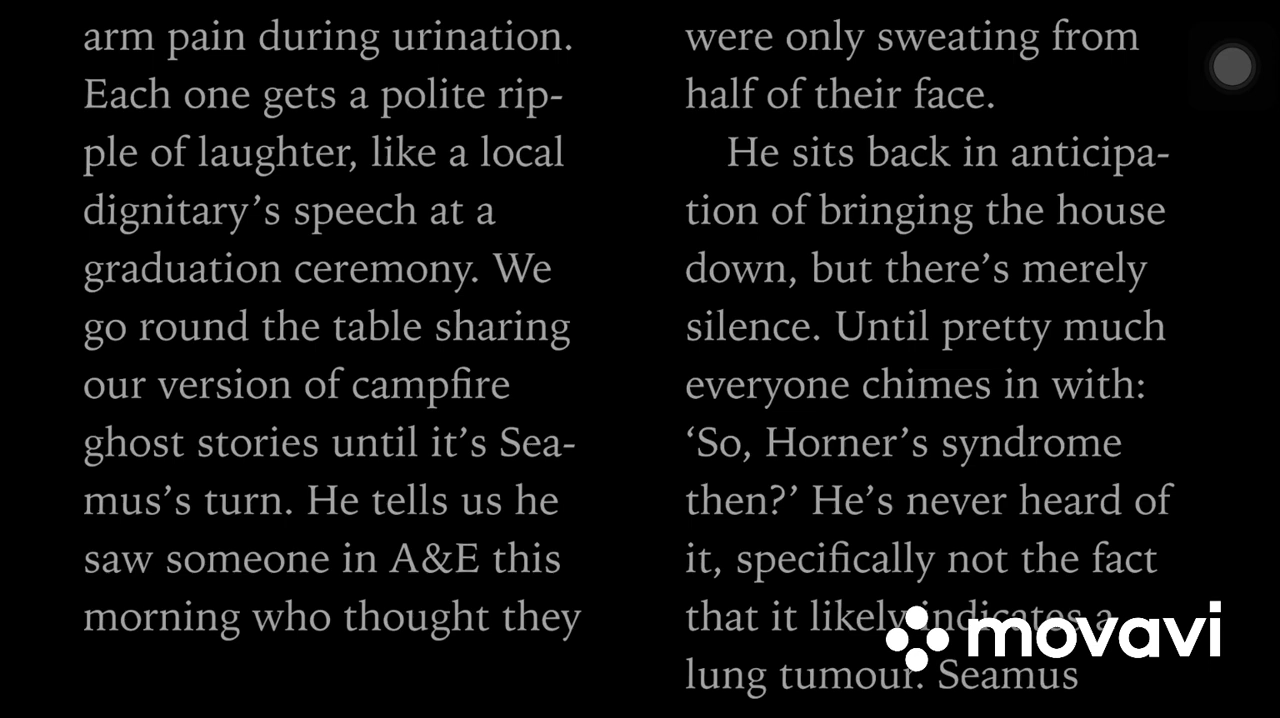 arm pain during urination.
Each one gets a polite rip-
ple of laughter, like a local
dignitary’s speech at a
graduation ceremony. We
go round the table sharing
our version of campfire
ghost stories until it’s Sea-
mus’s turn. He tells us he
saw someone in A&E this
morning who thought they
were only sweating from
half of their face.
He sits back in anticipa-
tion of bringing the house
down, but there’s merely
silence. Until pretty much
everyone chimes in with:
‘So, Horner’s syndrome
then?’ He’s never heard of
it, specifically not the fact
that it likely indicates a
lung tumour. Seamus
movavi